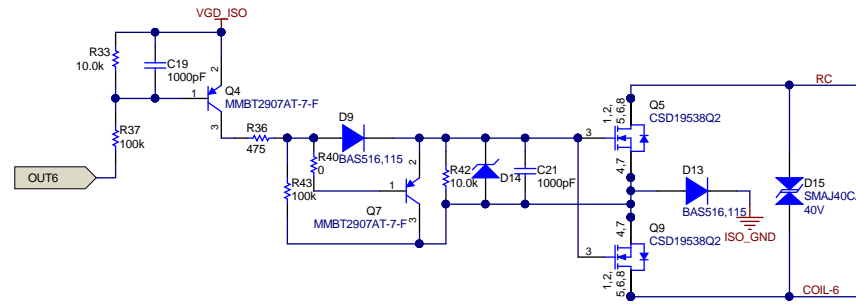 VGD_ISO
R33
10.0k
C19
1000pF
2
Q4
1
MMBT2907AT-7-F
3
R37
100k
OUT6
R36
475
D9
BAS516,115
R40
0
R43
100k
2
1
3
Q7
MMBT2907AT-7-F
R42
10.0k
D14
C21
1000pF
1,2,
5,6,8
Q5
CSD19538Q2
3
4,7
D13
BAS516,115
ISO_GND
4,7
Q9
CSD19538Q2
3
1,2,
5,6,8
RC
D15
SMAJ40CA
40V
COIL-6